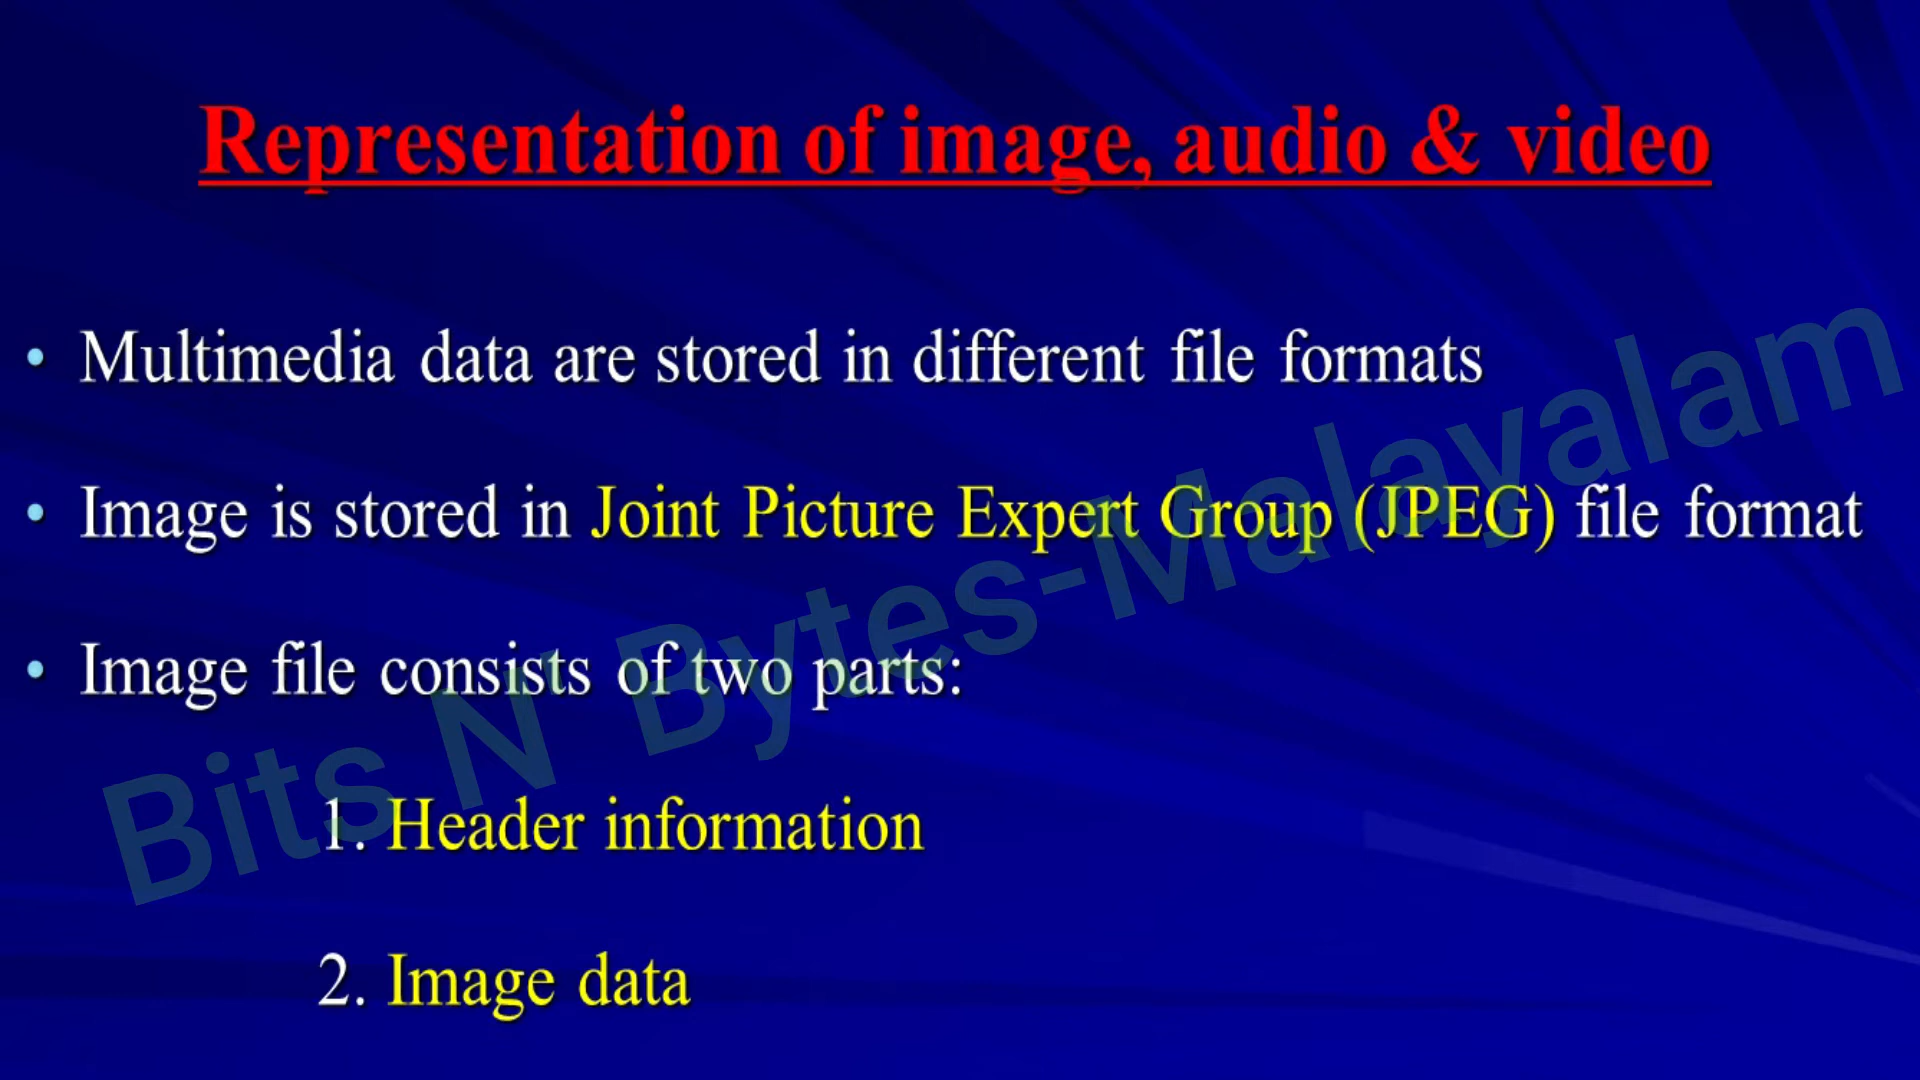 Representation of image, audio & video
• Multimedia data are stored in different file formats
• Image is stored in Joint Picture Expert Group (JPEG) file format
• Image file consists of two parts:
1. Header information
2. Image data
Bits N' Bytes-Malayalam